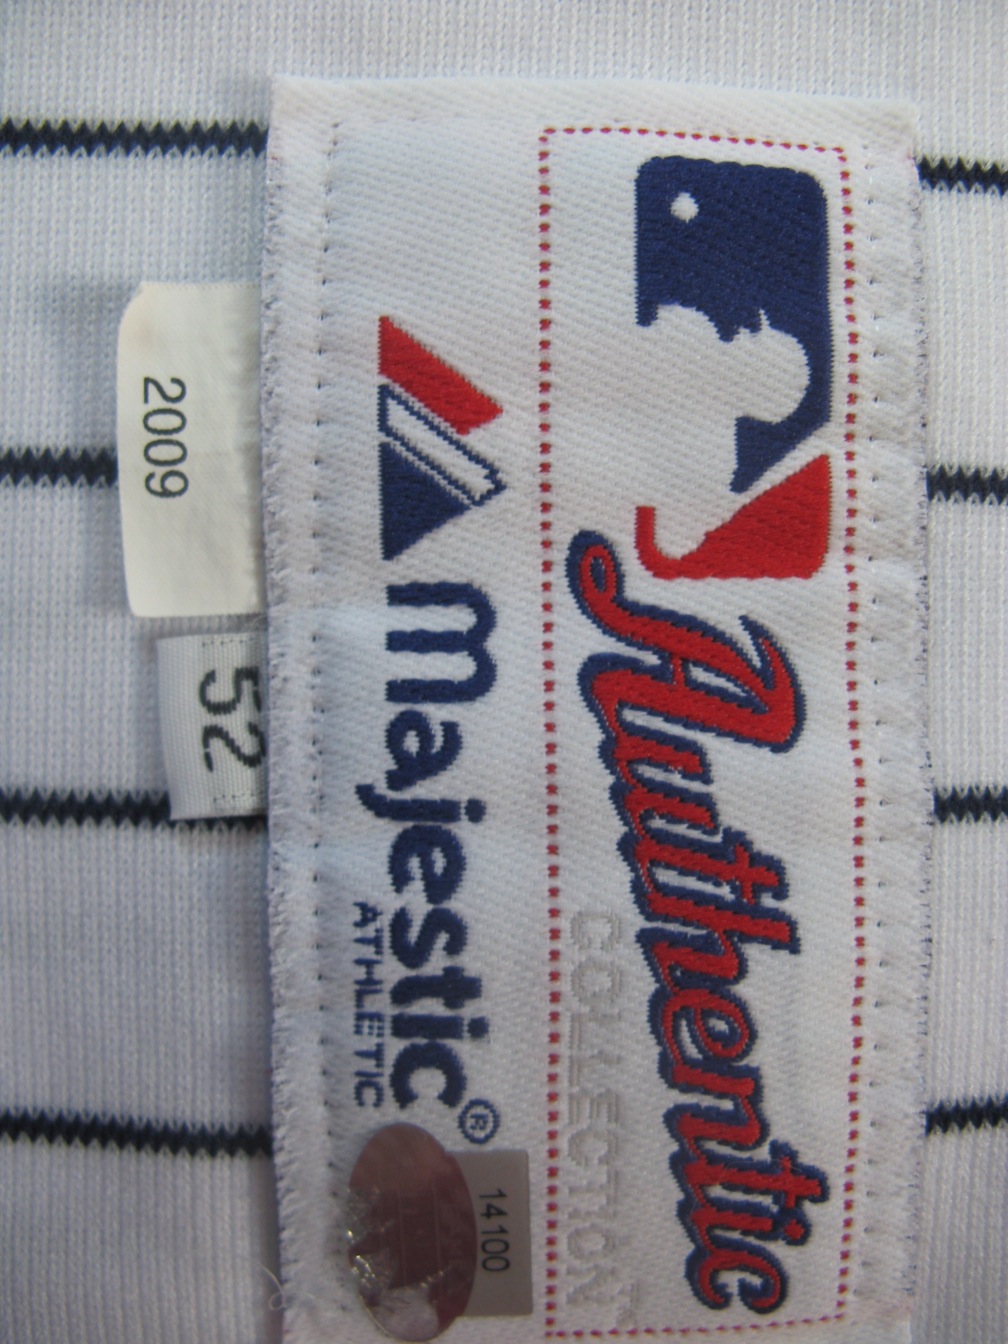 Authentic
COLLECTION
majestic®
ATHLETIC
14100
2009
52